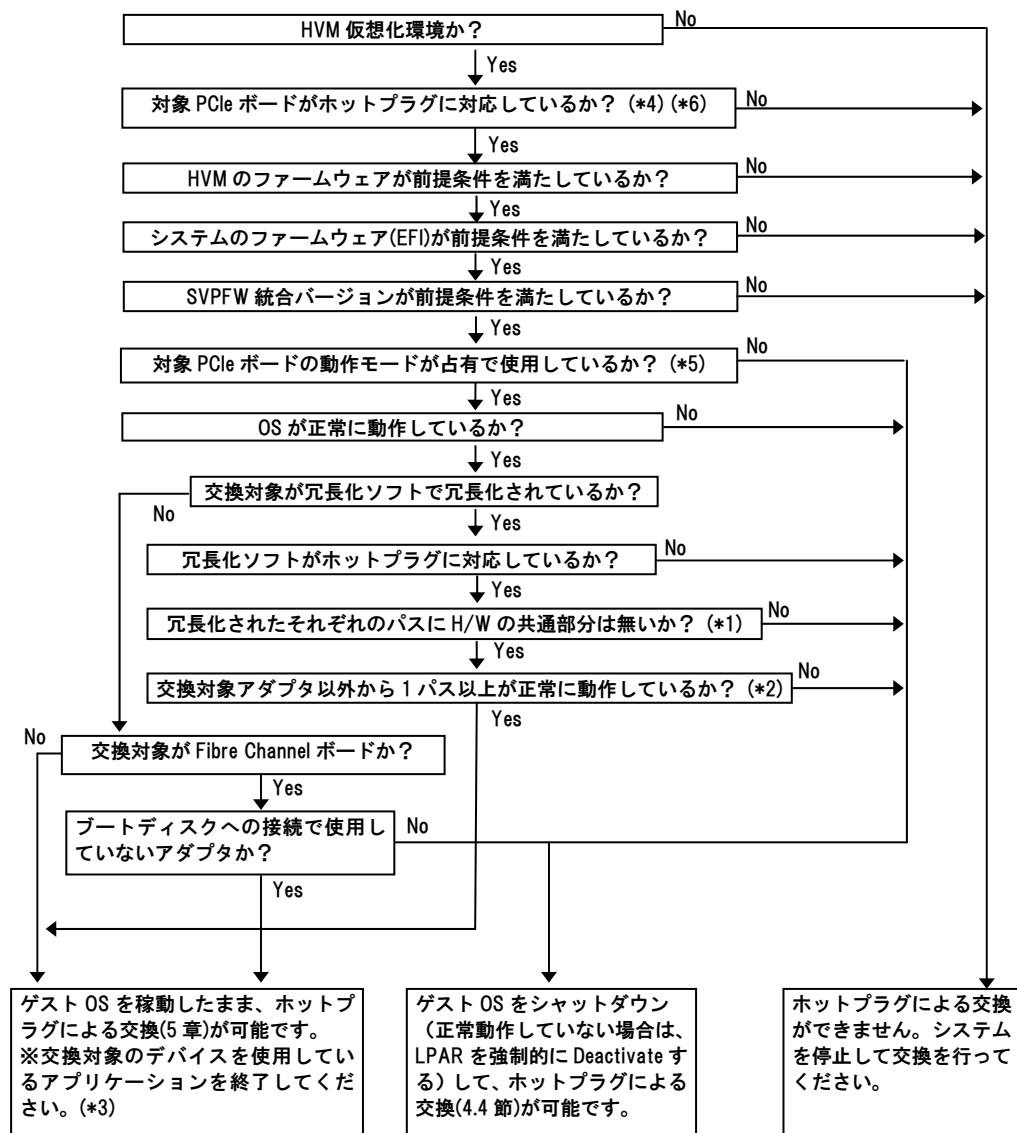 HVM 仮想化環境か？
No
Yes
対象 PCIe ボードがホットプラグに対応しているか？ (*4) (*6)
No
Yes
HVM のファームウェアが前提条件を満たしているか？
No
Yes
システムのファームウェア(EFI)が前提条件を満たしているか？
No
Yes
SVPFW 統合バージョンが前提条件を満たしているか？
No
Yes
対象 PCIe ボードの動作モードが占有で使用しているか？ (*5)
No
Yes
OS が正常に動作しているか？
No
Yes
交換対象が冗長化ソフトで冗長化されているか？
No
Yes
冗長化ソフトがホットプラグに対応しているか？
No
Yes
冗長化されたそれぞれのパスに H/W の共通部分は無いか？ (*1)
No
Yes
交換対象アダプタ以外から 1 パス以上が正常に動作しているか？ (*2)
No
Yes
No
交換対象が Fibre Channel ボードか？
Yes
ブートディスクへの接続で使用し
ていないアダプタか？
No
Yes
ゲスト OS を稼動したまま、ホットプ
ラグによる交換(5 章)が可能です。
※交換対象のデバイスを使用してい
るアプリケーションを終了してくだ
さい。(*3)
ゲスト OS をシャットダウン
（正常動作していない場合は、
LPAR を強制的に Deactivate す
る）して、ホットプラグによる
交換(4.4 節)が可能です。
ホットプラグによる交換
ができません。システム
を停止して交換を行って
ください。